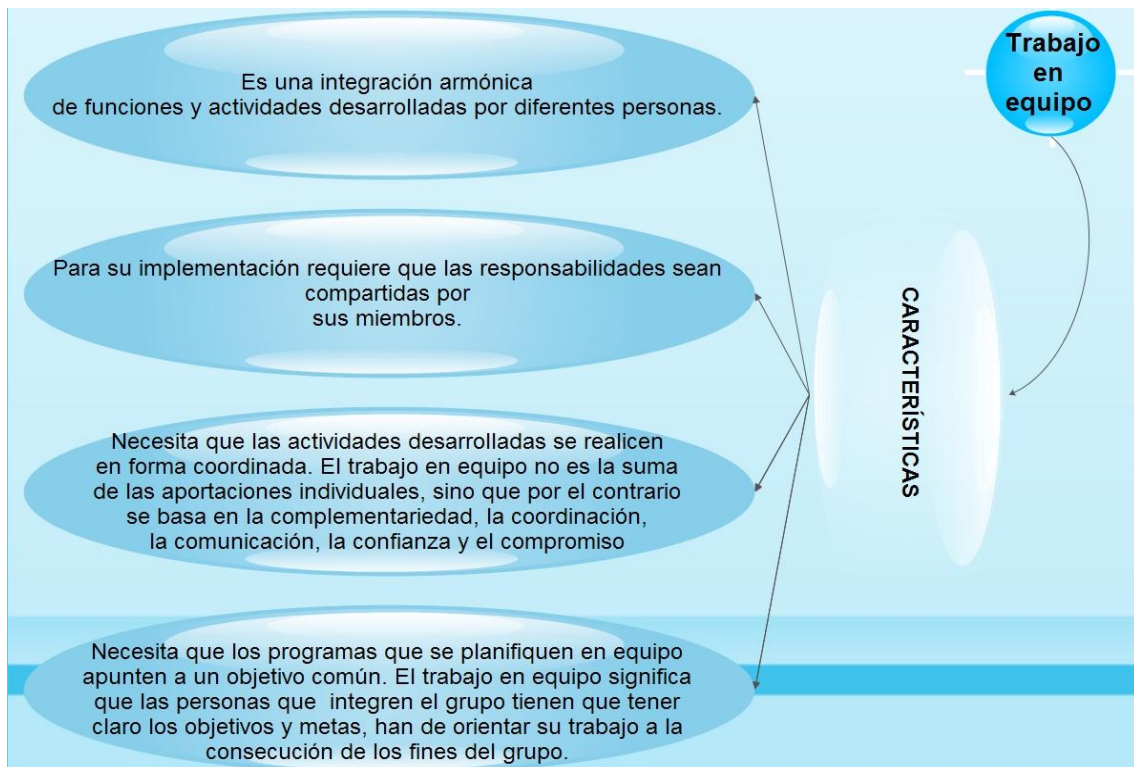 Trabajo
en
equipo
CARACTERÍSTICAS
Es una integración armónica
de funciones y actividades desarrolladas por diferentes personas.
Para su implementación requiere que las responsabilidades sean
compartidas por
sus miembros.
Necesita que las actividades desarrolladas se realicen
en forma coordinada. El trabajo en equipo no es la suma
de las aportaciones individuales, sino que por el contrario
se basa en la complementariedad, la coordinación,
la comunicación, la confianza y el compromiso
Necesita que los programas que se planifiquen en equipo
apunten a un objetivo común. El trabajo en equipo significa
que las personas que  integren el grupo tienen que tener
claro los objetivos y metas, han de orientar su trabajo a la
consecución de los fines del grupo.